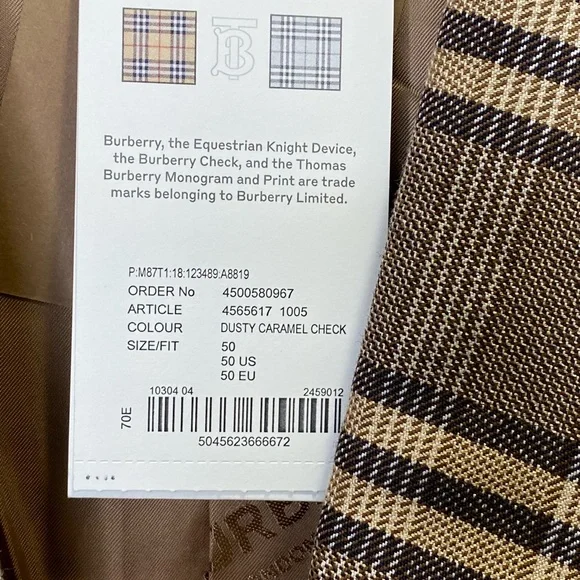 TB
Burberry, the Equestrian Knight Device,
the Burberry Check, and the Thomas
Burberry Monogram and Print are trade
marks belonging to Burberry Limited.
P:M87T1:18:123489:A8819
ORDER No 4500580967
ARTICLE 4565617 1005
COLOUR DUSTY CARAMEL CHECK
SIZE/FIT 50
50 US
50 EU
10304 04 2459012
70E
5045623666672